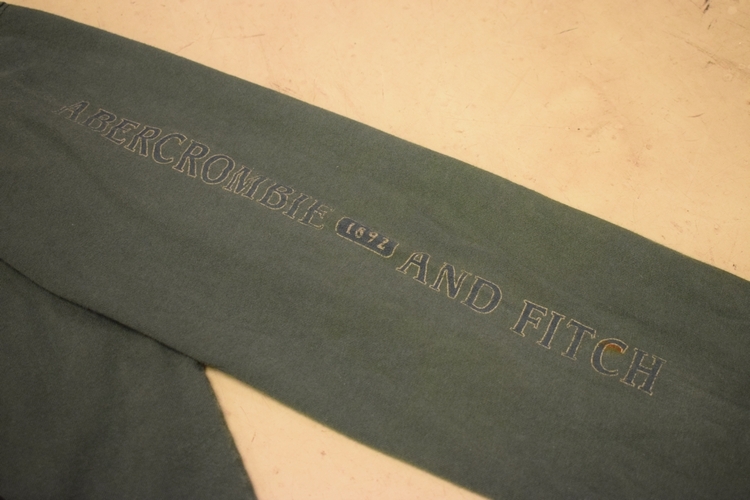 ABERCROMBIE 1892 AND FITCH